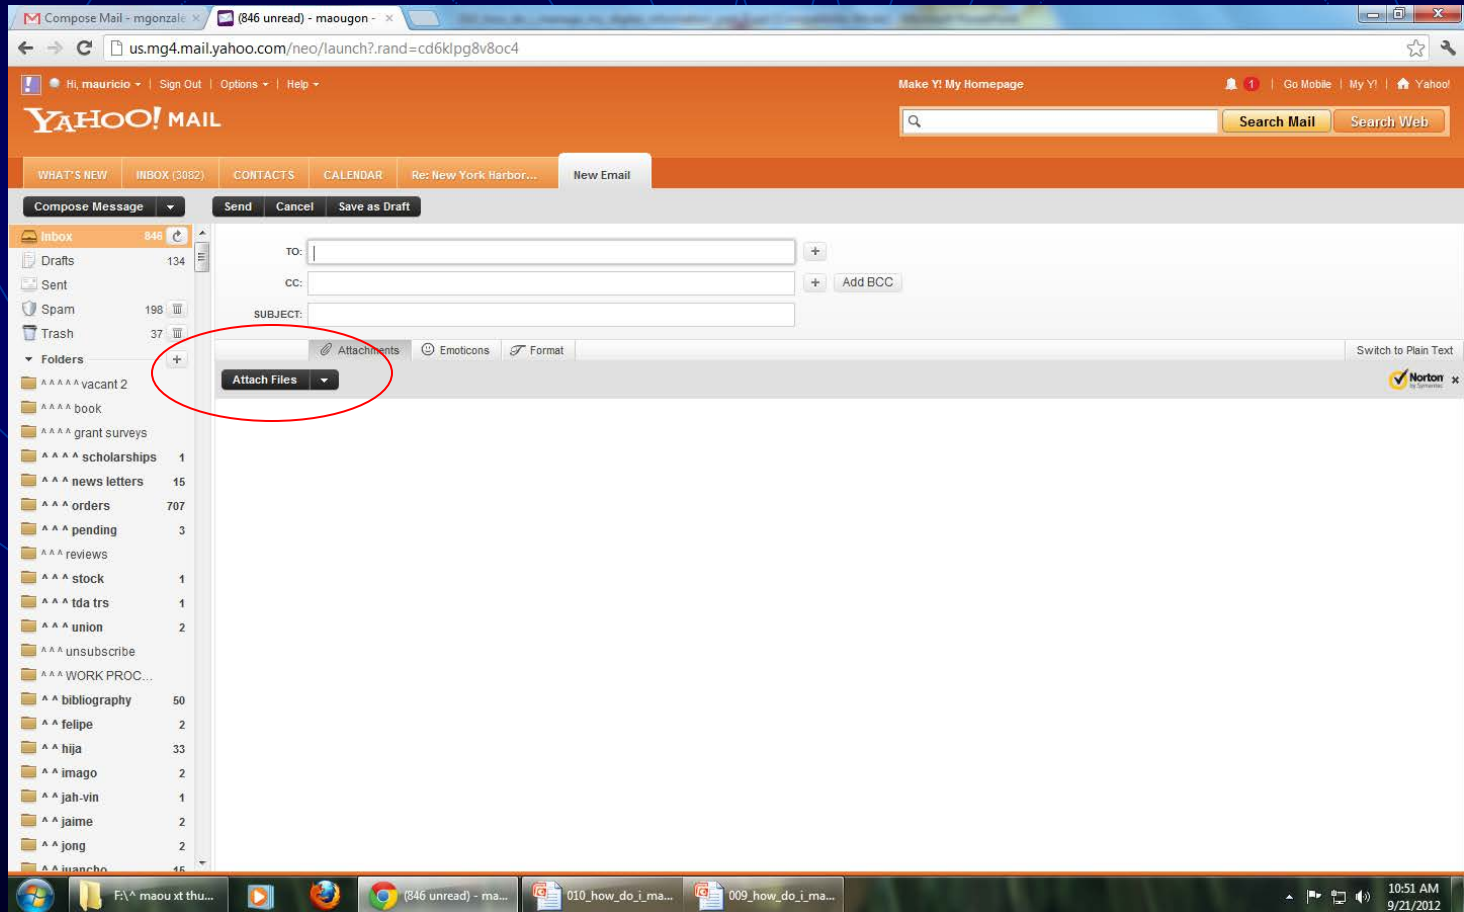 Compose Mail - mgonzale
(846 unread) - maougon -
us.mg4.mail.yahoo.com/neo/launch?.rand=cd6klpg8v8oc4
Hi, mauricio | Sign Out | Options | Help
Make Y! My Homepage
1 | Go Mobile | My Y! | Yahoo!
YAHOO! MAIL
Search Mail
Search Web
WHAT'S NEW
INBOX (3082)
CONTACTS
CALENDAR
Re: New York Harbor...
New Email
Compose Message
Send
Cancel
Save as Draft
Inbox 846
Drafts 134
Sent
Spam 198
Trash 37
Folders +
^ ^ ^ ^ ^ vacant 2
^ ^ ^ ^ book
^ ^ ^ ^ grant surveys
^ ^ ^ ^ scholarships 1
^ ^ ^ news letters 15
^ ^ ^ orders 707
^ ^ ^ pending 3
^ ^ ^ reviews
^ ^ ^ stock 1
^ ^ ^ tda trs 1
^ ^ ^ union 2
^ ^ ^ unsubscribe
^ ^ ^ WORK PROC...
^ ^ bibliography 50
^ ^ felipe 2
^ ^ hija 33
^ ^ imago 2
^ ^ jah-vin 1
^ ^ jaime 2
^ ^ jong 2
^ ^ juancho 15
TO: +
CC: + Add BCC
SUBJECT:
Attachments
Emoticons
Format
Switch to Plain Text
Attach Files
Norton
by Symantec
F:\^ maou xt thu...
(846 unread) - ma...
010_how_do_i_ma...
009_how_do_i_ma...
10:51 AM
9/21/2012